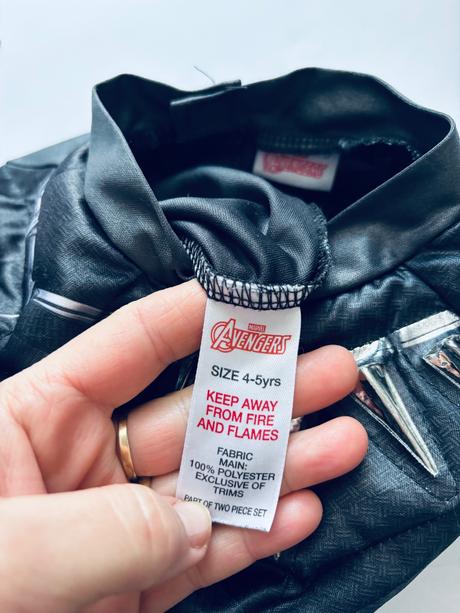 AVENGERS
MARVEL
AVENGERS
SIZE 4-5yrs
KEEP AWAY
FROM FIRE
AND FLAMES
FABRIC
MAIN:
100% POLYESTER
EXCLUSIVE OF
TRIMS
PART OF TWO PIECE SET